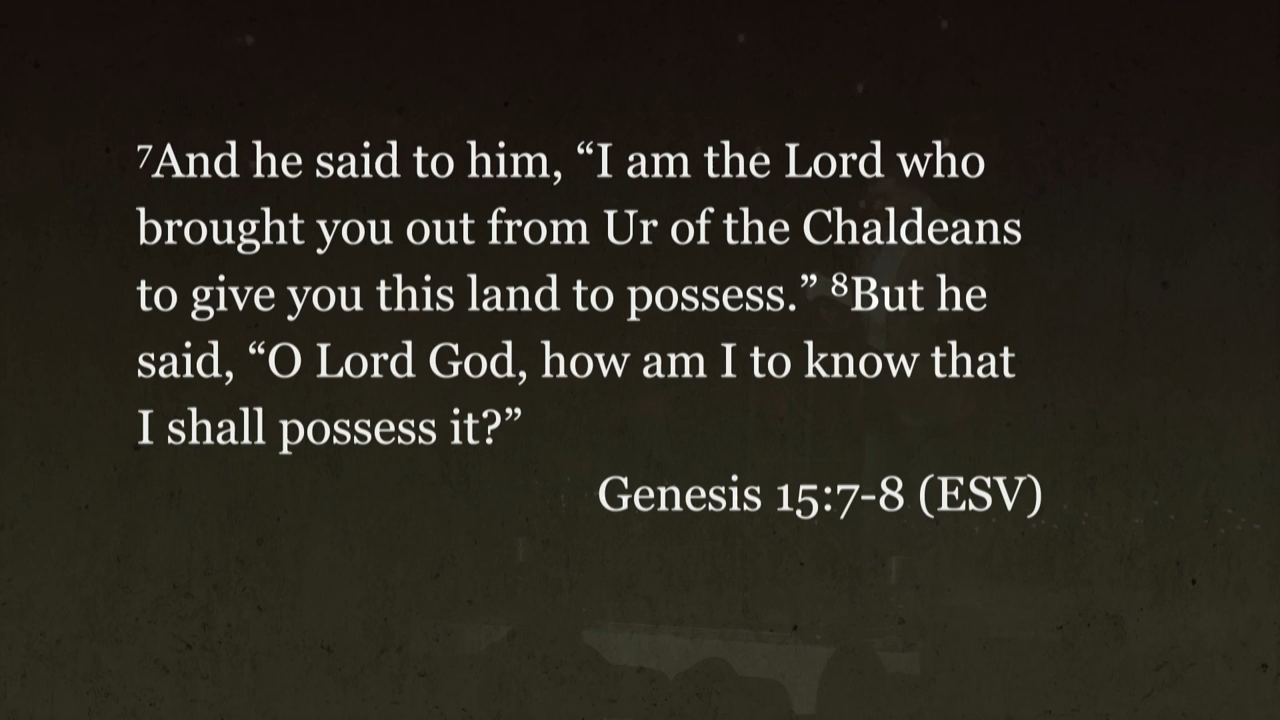 ⁷And he said to him, “I am the Lord who
brought you out from Ur of the Chaldeans
to give you this land to possess.” ⁸But he
said, “O Lord God, how am I to know that
I shall possess it?”
Genesis 15:7-8 (ESV)